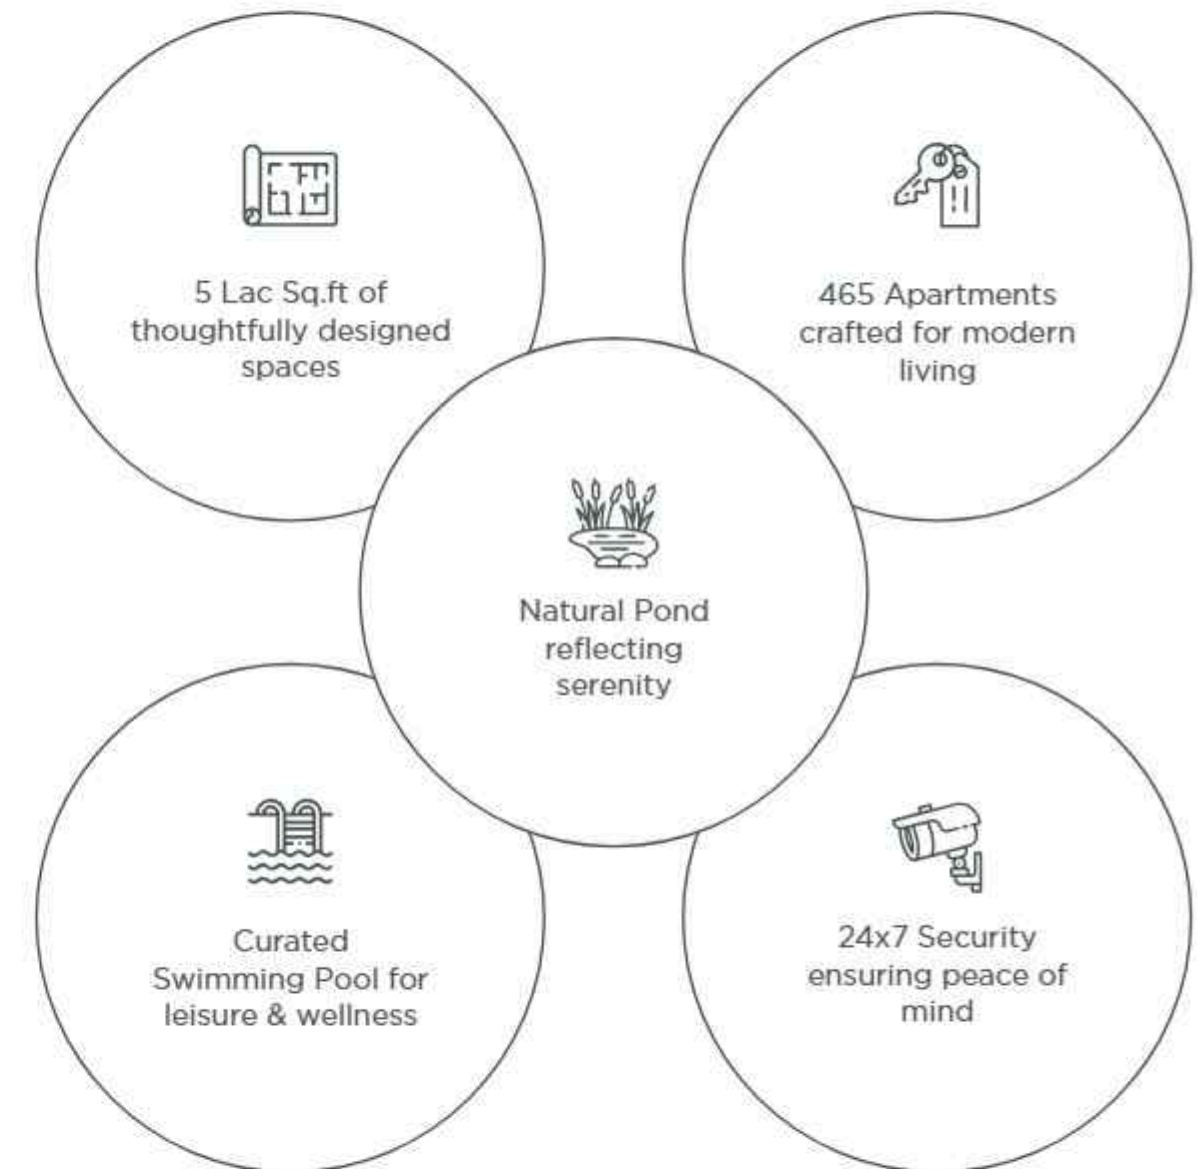 5 Lac Sq.ft of
thoughtfully designed
spaces
465 Apartments
crafted for modern
living
Natural Pond
reflecting
serenity
Curated
Swimming Pool for
leisure & wellness
24x7 Security
ensuring peace of
mind